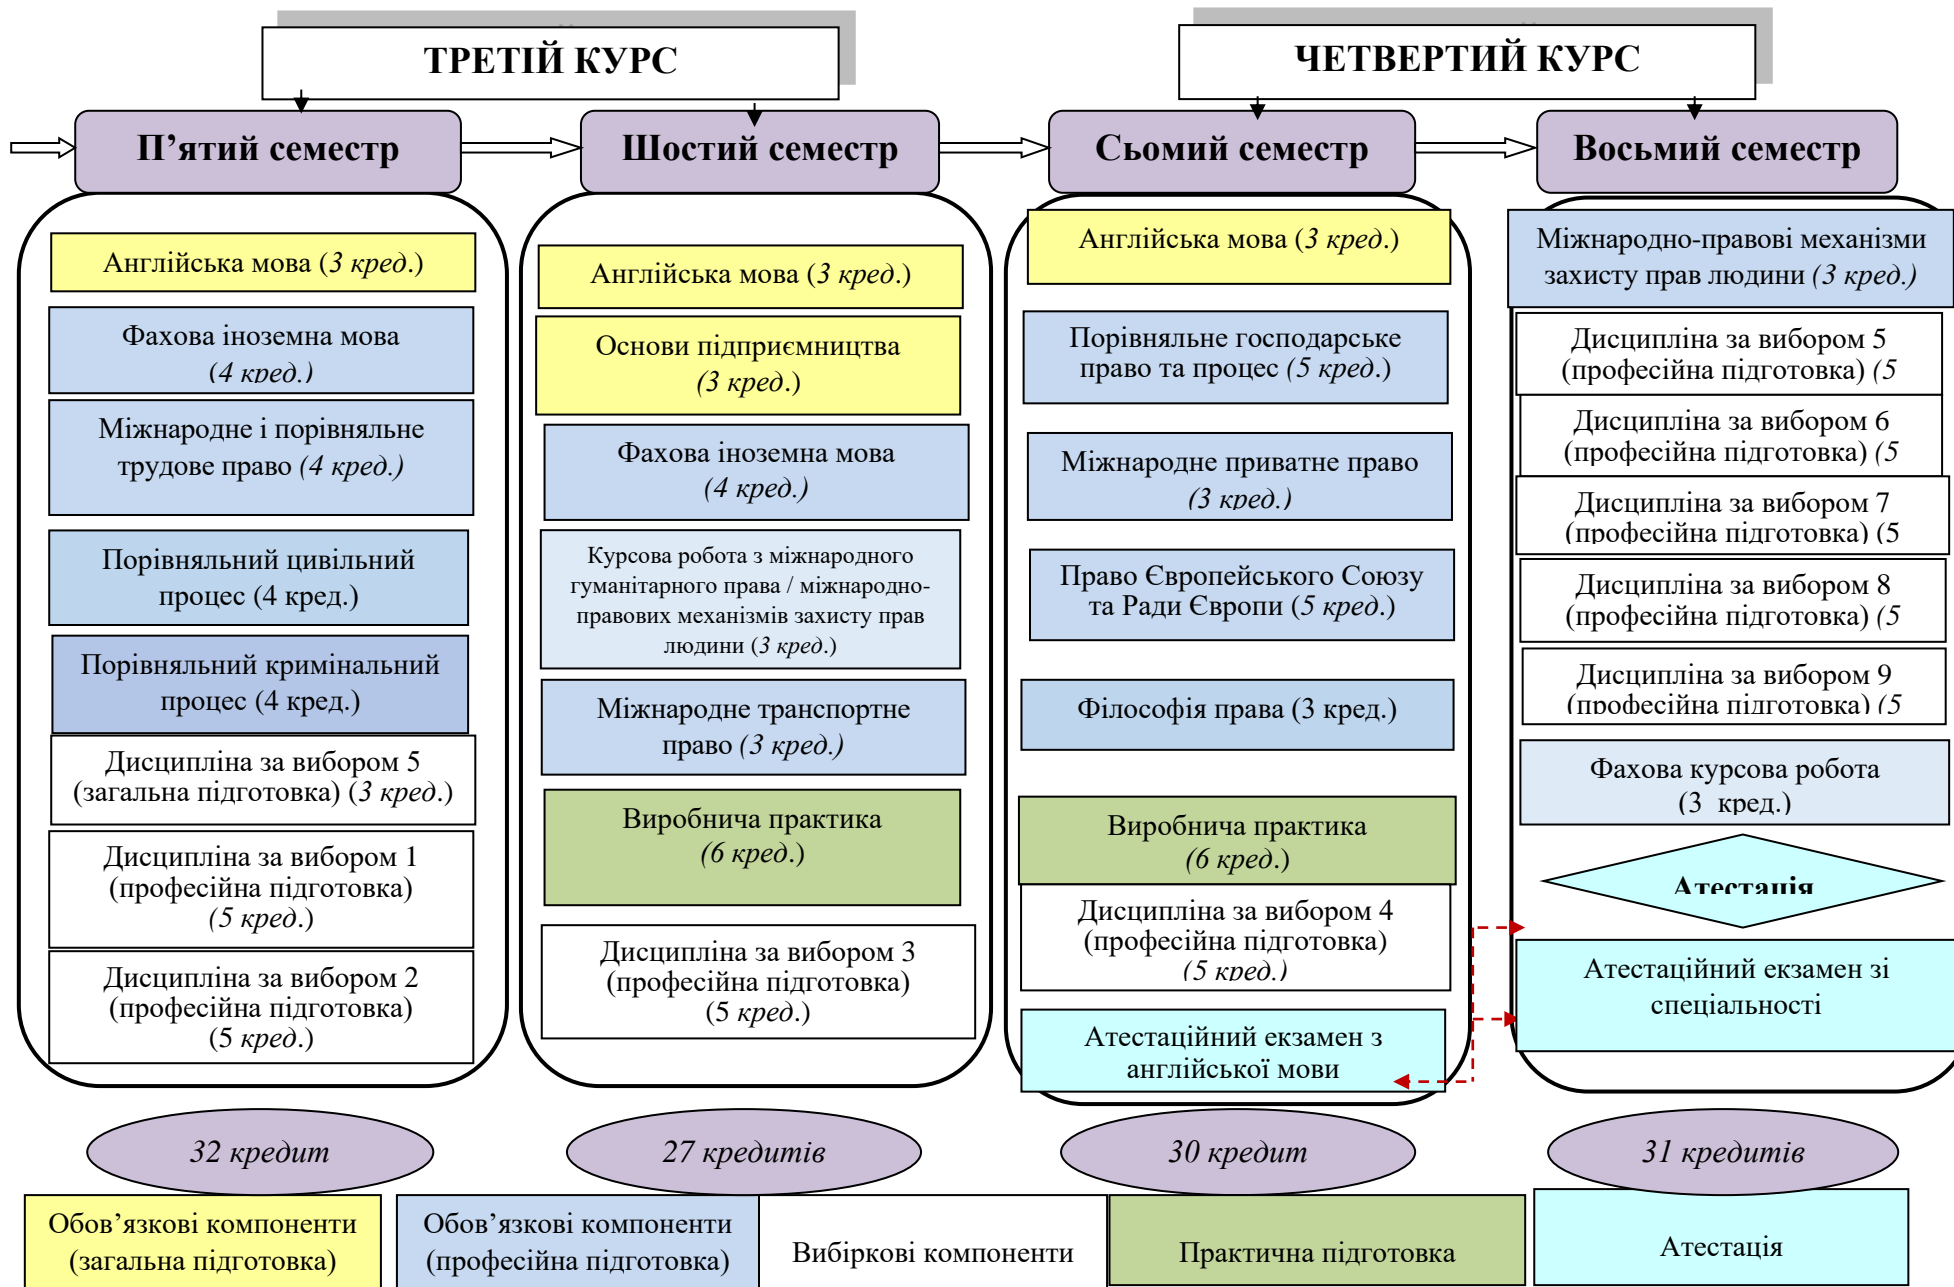 ТРЕТІЙ КУРС
ЧЕТВЕРТИЙ КУРС
П’ятий семестр
Шостий семестр
Сьомий семестр
Восьмий семестр
Англійська мова (3 кред.)
Фахова іноземна мова
(4 кред.)
Міжнародне і порівняльне
трудове право (4 кред.)
Порівняльний цивільний
процес (4 кред.)
Порівняльний кримінальний
процес (4 кред.)
Дисципліна за вибором 5
(загальна підготовка) (3 кред.)
Дисципліна за вибором 1
(професійна підготовка)
(5 кред.)
Дисципліна за вибором 2
(професійна підготовка)
(5 кред.)
Англійська мова (3 кред.)
Основи підприємництва
(3 кред.)
Фахова іноземна мова
(4 кред.)
Курсова робота з міжнародного
гуманітарного права / міжнародно-
правових механізмів захисту прав
людини (3 кред.)
Міжнародне транспортне
право (3 кред.)
Виробнича практика
(6 кред.)
Дисципліна за вибором 3
(професійна підготовка)
(5 кред.)
Англійська мова (3 кред.)
Порівняльне господарське
право та процес (5 кред.)
Міжнародне приватне право
(3 кред.)
Право Європейського Союзу
та Ради Європи (5 кред.)
Філософія права (3 кред.)
Виробнича практика
(6 кред.)
Дисципліна за вибором 4
(професійна підготовка)
(5 кред.)
Атестаційний екзамен з
англійської мови
Міжнародно-правові механізми
захисту прав людини (3 кред.)
Дисципліна за вибором 5
(професійна підготовка) (5
Дисципліна за вибором 6
(професійна підготовка) (5
Дисципліна за вибором 7
(професійна підготовка) (5
Дисципліна за вибором 8
(професійна підготовка) (5
Дисципліна за вибором 9
(професійна підготовка) (5
Фахова курсова робота
(3 кред.)
Атестація
Атестаційний екзамен зі
спеціальності
32 кредит
27 кредитів
30 кредит
31 кредитів
Обов’язкові компоненти
(загальна підготовка)
Обов’язкові компоненти
(професійна підготовка)
Вибіркові компоненти
Практична підготовка
Атестація